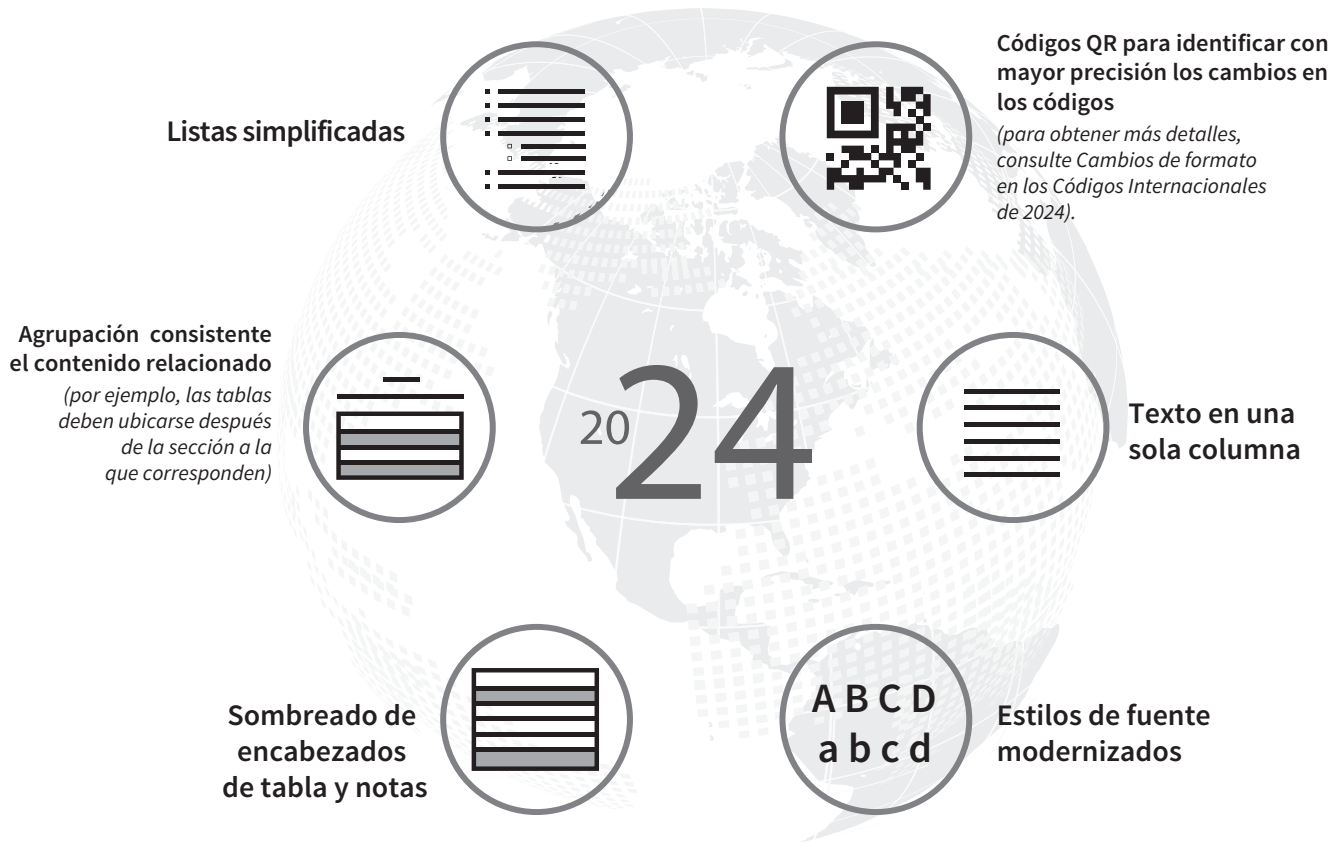 Listas simplificadas
Códigos QR para identificar con
mayor precisión los cambios en
los códigos
(para obtener más detalles,
consulte Cambios de formato
en los Códigos Internacionales
de 2024).
Agrupación consistente
el contenido relacionado
(por ejemplo, las tablas
deben ubicarse después
de la sección a la
que corresponden)
2024
Texto en una
sola columna
Sombreado de
encabezados
de tabla y notas
A B C D
a b c d
Estilos de fuente
modernizados